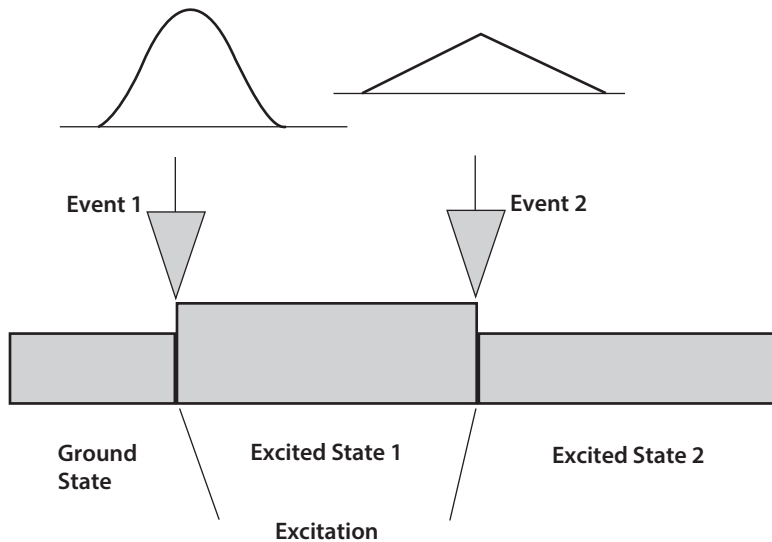 Event 1
Event 2
Ground
State
Excited State 1
Excited State 2
Excitation